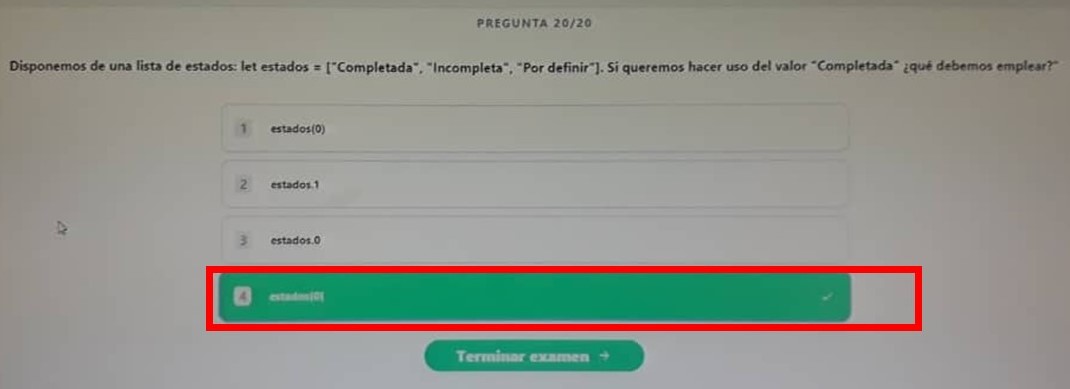 PREGUNTA 20/20
Disponemos de una lista de estados: let estados = ["Completada", "Incompleta", "Por definir"]. Si queremos hacer uso del valor "Completada" ¿qué debemos emplear?"
1 estados(0)
2 estados.1
3 estados.0
4 estados[0]
Terminar examen →